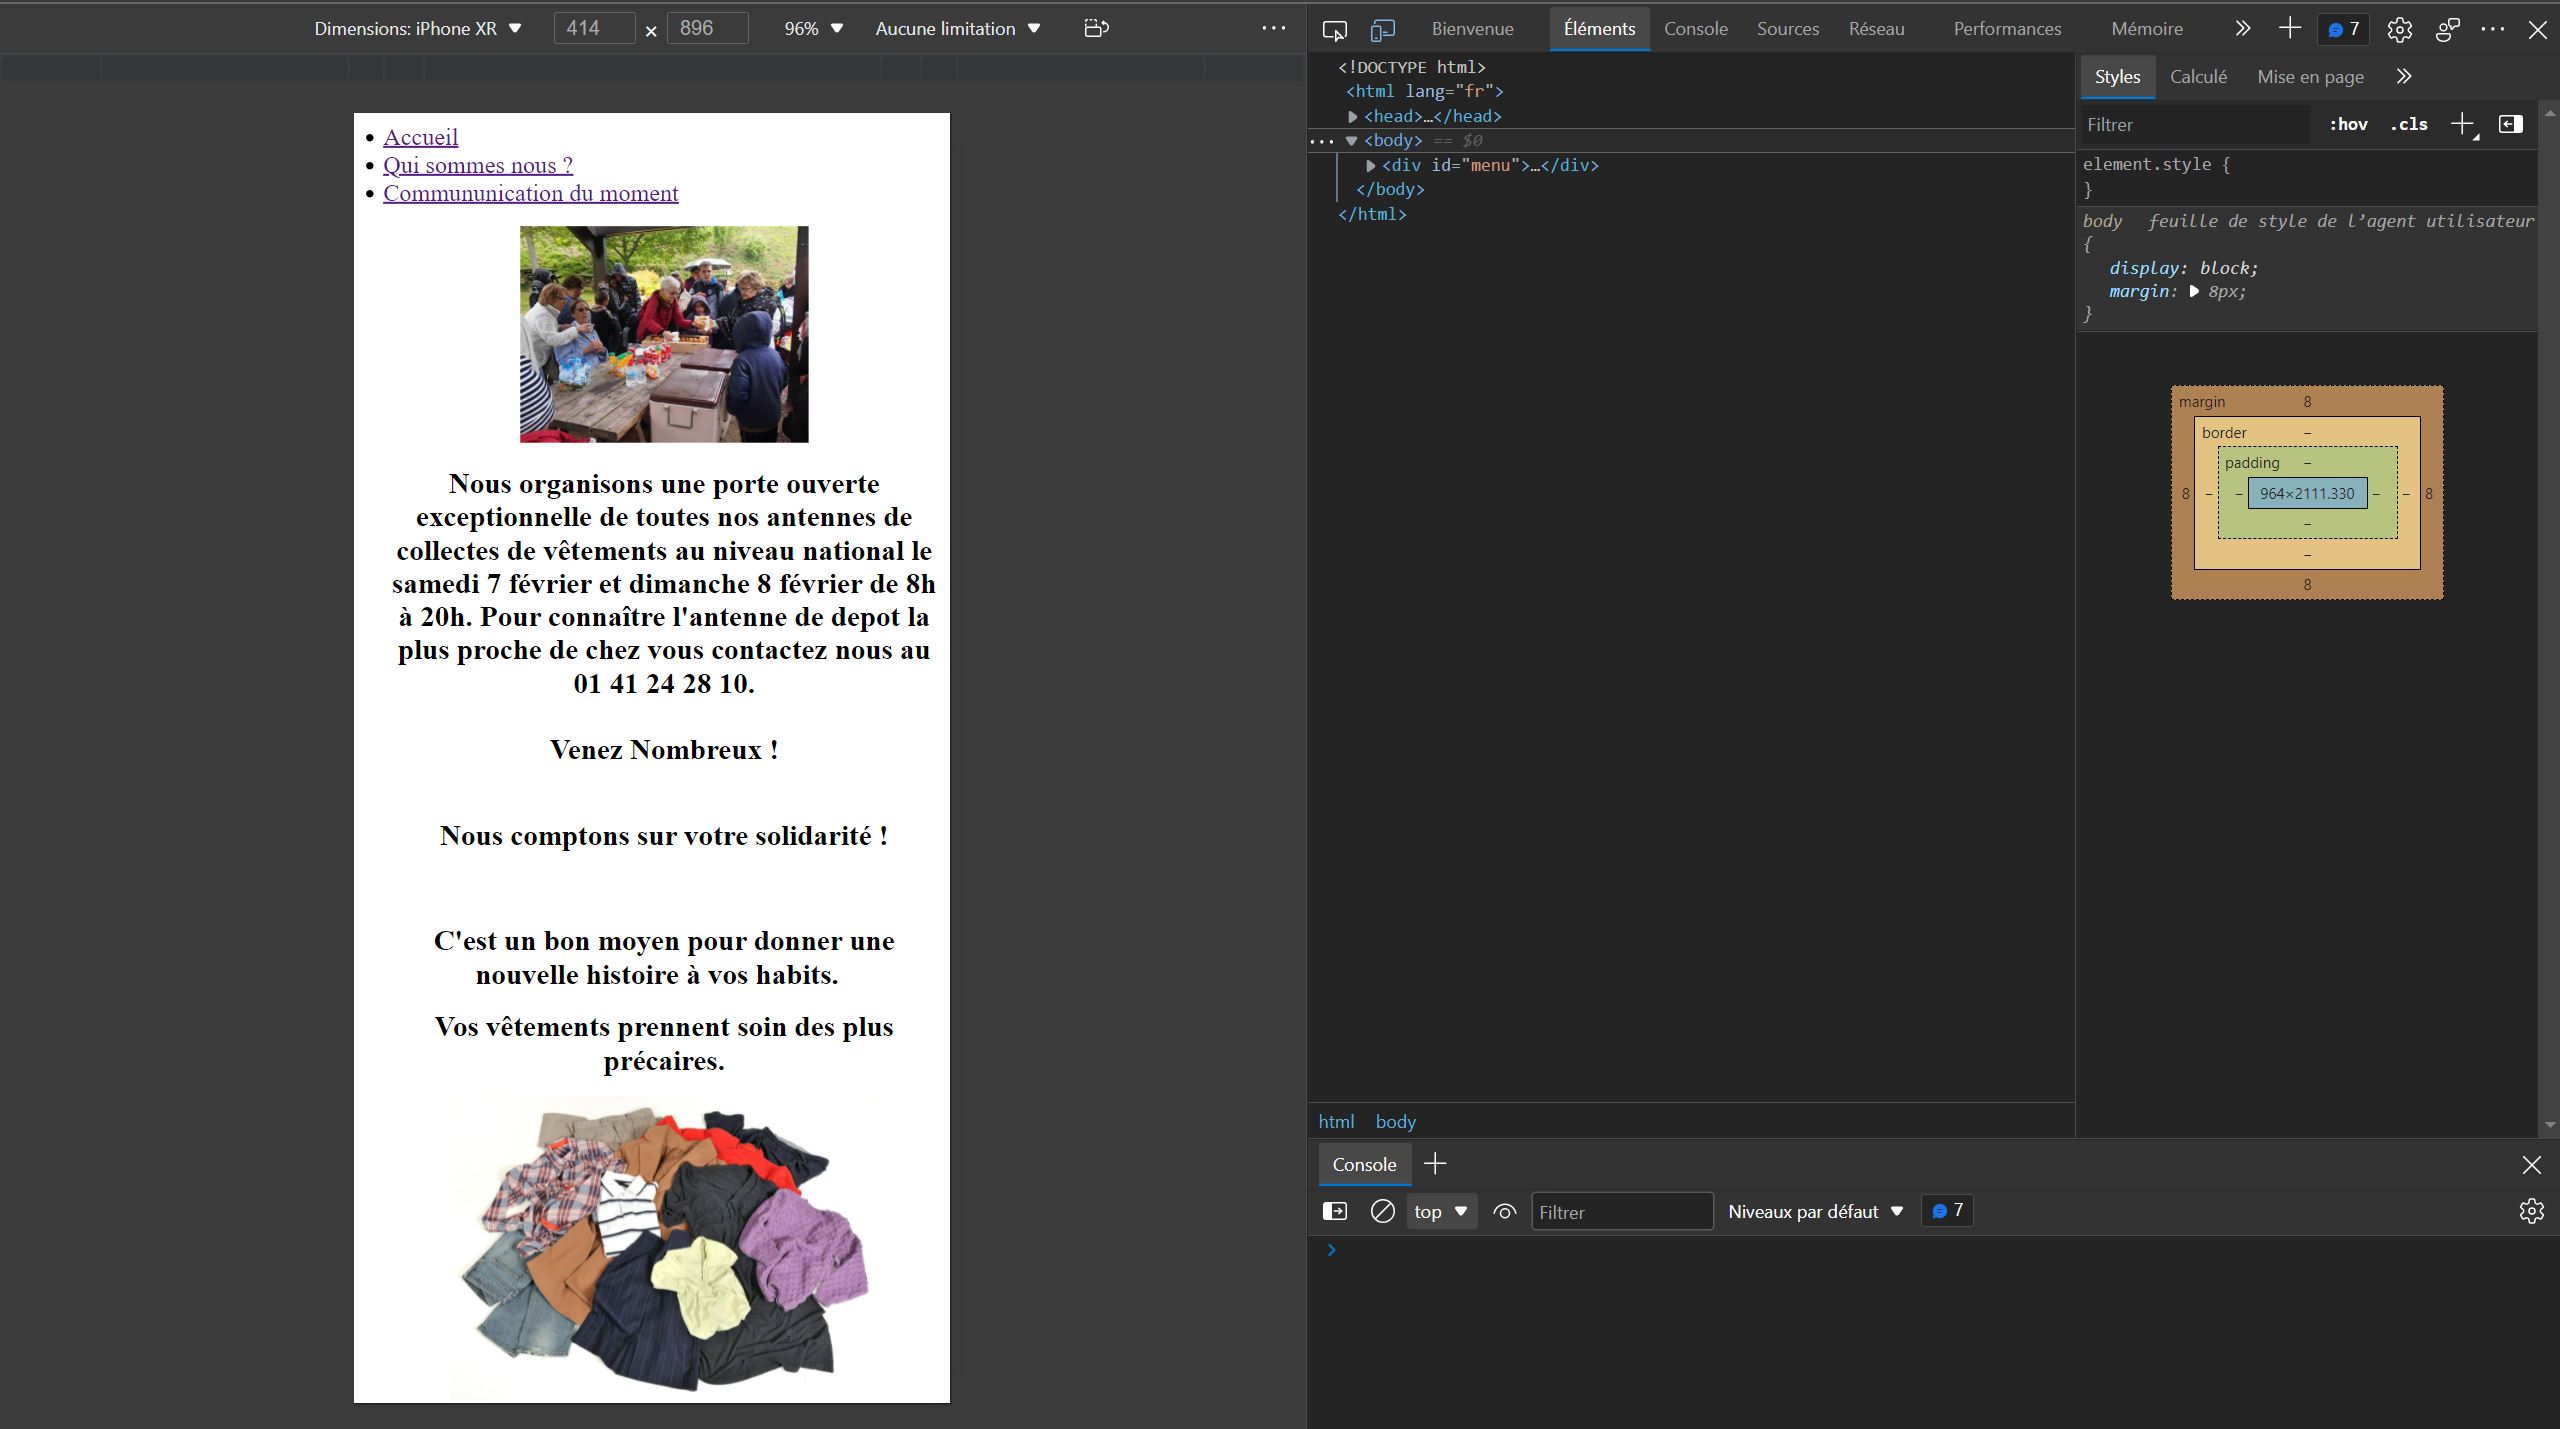 Dimensions: iPhone XR 414 × 896 96% Aucune limitation
Bienvenue Éléments Console Sources Réseau Performances Mémoire 7
Accueil
Qui sommes nous ?
Commununication du moment
Nous organisons une porte ouverte
exceptionnelle de toutes nos antennes de
collectes de vêtements au niveau national le
samedi 7 février et dimanche 8 février de 8h
à 20h. Pour connaître l'antenne de depot la
plus proche de chez vous contactez nous au
01 41 24 28 10.
Venez Nombreux !
Nous comptons sur votre solidarité !
C'est un bon moyen pour donner une
nouvelle histoire à vos habits.
Vos vêtements prennent soin des plus
précaires.
<!DOCTYPE html>
<html lang="fr">
<head>…</head>
<body> == $0
<div id="menu">…</div>
</body>
</html>
html body
Styles Calculé Mise en page
Filtrer :hov .cls
element.style {
}
body feuille de style de l’agent utilisateur
{
display: block;
margin: 8px;
}
margin 8
border –
padding –
8 – – 964×2111.330 – – 8
–
–
8
Console
top Filtrer Niveaux par défaut 7